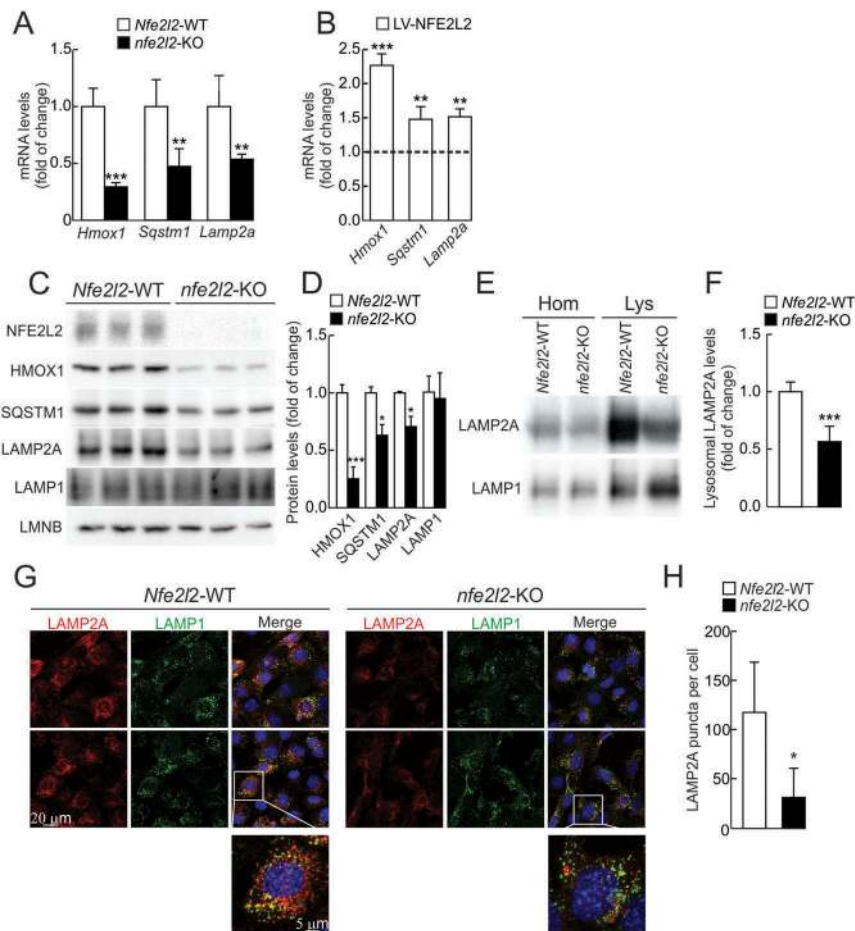 A
Nfe2l2-WT
nfe2l2-KO
mRNA levels
(fold of change)
1.5
1.0
0.5
0
***
**
**
Hmox1 Sqstm1 Lamp2a
B
LV-NFE2L2
mRNA levels
(fold of change)
2.5
2.0
1.5
1.0
0.5
0
***
**
**
Hmox1
Sqstm1
Lamp2a
C
Nfe2l2-WT nfe2l2-KO
NFE2L2
HMOX1
SQSTM1
LAMP2A
LAMP1
LMNB
D
Nfe2l2-WT
nfe2l2-KO
Protein levels (fold of change)
1.5
1.0
0.5
0.0
***
*
*
HMOX1
SQSTM1
LAMP2A
LAMP1
E
Hom Lys
Nfe2l2-WT
nfe2l2-KO
Nfe2l2-WT
nfe2l2-KO
LAMP2A
LAMP1
F
Nfe2l2-WT
nfe2l2-KO
Lysosomal LAMP2A levels
(fold of change)
1.5
1.0
0.5
0
***
G
Nfe2l2-WT nfe2l2-KO
LAMP2A LAMP1 Merge LAMP2A LAMP1 Merge
20 µm
5 µm
H
Nfe2l2-WT
nfe2l2-KO
LAMP2A puncta per cell
200
150
100
50
0
*